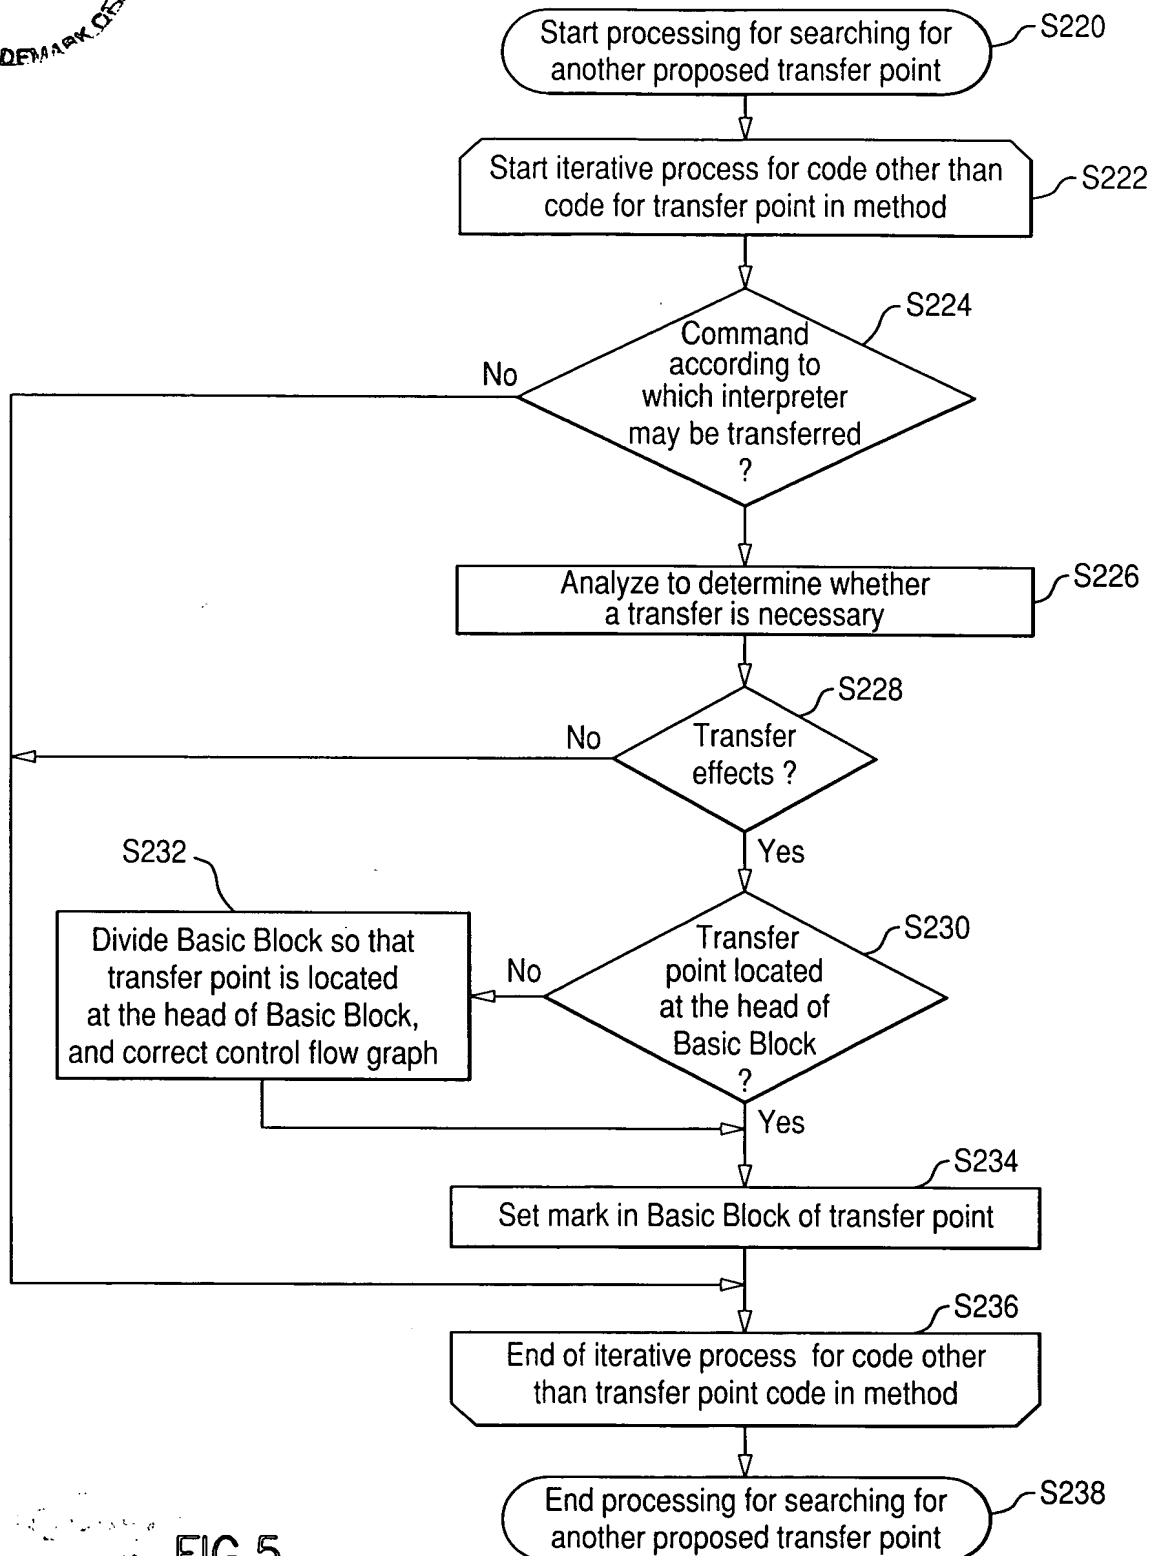 DEMARK
Start processing for searching for
another proposed transfer point
S220
Start iterative process for code other than
code for transfer point in method
S222
Command
according to
which interpreter
may be transferred
?
S224
No
Analyze to determine whether
a transfer is necessary
S226
Transfer
effects ?
S228
No
Yes
S232
Divide Basic Block so that
transfer point is located
at the head of Basic Block,
and correct control flow graph
No
Transfer
point located
at the head of
Basic Block
?
S230
Yes
Set mark in Basic Block of transfer point
S234
End of iterative process for code other
than transfer point code in method
S236
End processing for searching for
another proposed transfer point
S238
FIG.5